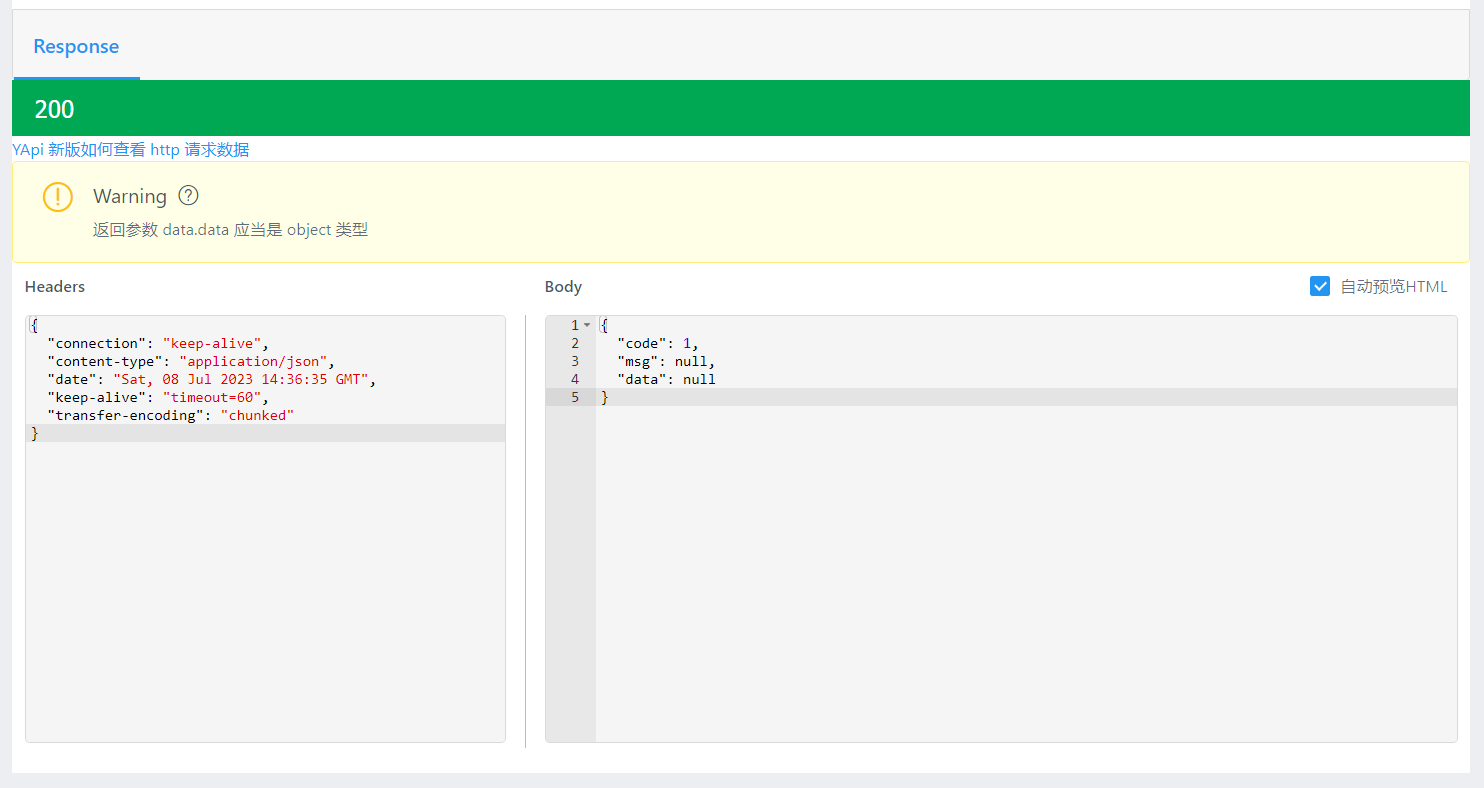 Response
200
YApi 新版如何查看 http 请求数据
Warning
返回参数 data.data 应当是 object 类型
Headers
Body
自动预览HTML
{
"connection": "keep-alive",
"content-type": "application/json",
"date": "Sat, 08 Jul 2023 14:36:35 GMT",
"keep-alive": "timeout=60",
"transfer-encoding": "chunked"
}
1 {
2 "code": 1,
3 "msg": null,
4 "data": null
5 }